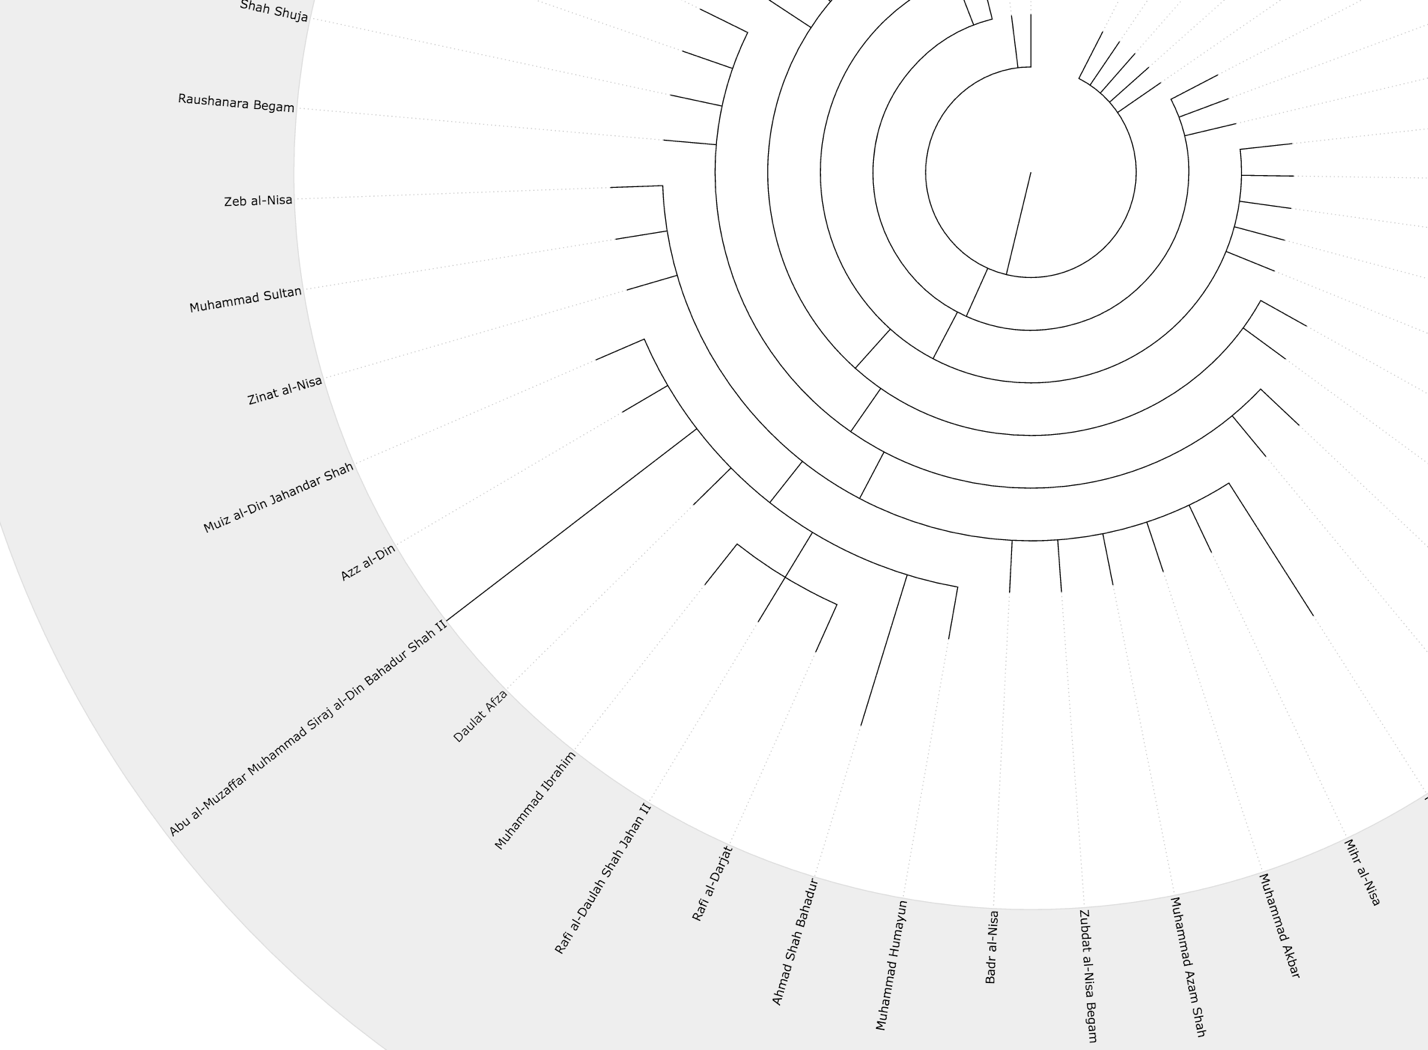 Shah Shuja
Raushanara Begam
Zeb al-Nisa
Muhammad Sultan
Zinat al-Nisa
Muiz al-Din Jahandar Shah
Azz al-Din
Abu al-Muzaffar Muhammad Siraj al-Din Bahadur Shah II
Daulat Afza
Muhammad Ibrahim
Rafi al-Daulah Shah Jahan II
Rafi al-Darjat
Ahmad Shah Bahadur
Muhammad Humayun
Badr al-Nisa
Zubdat al-Nisa Begam
Muhammad Azam Shah
Muhammad Akbar
Mihr al-Nisa